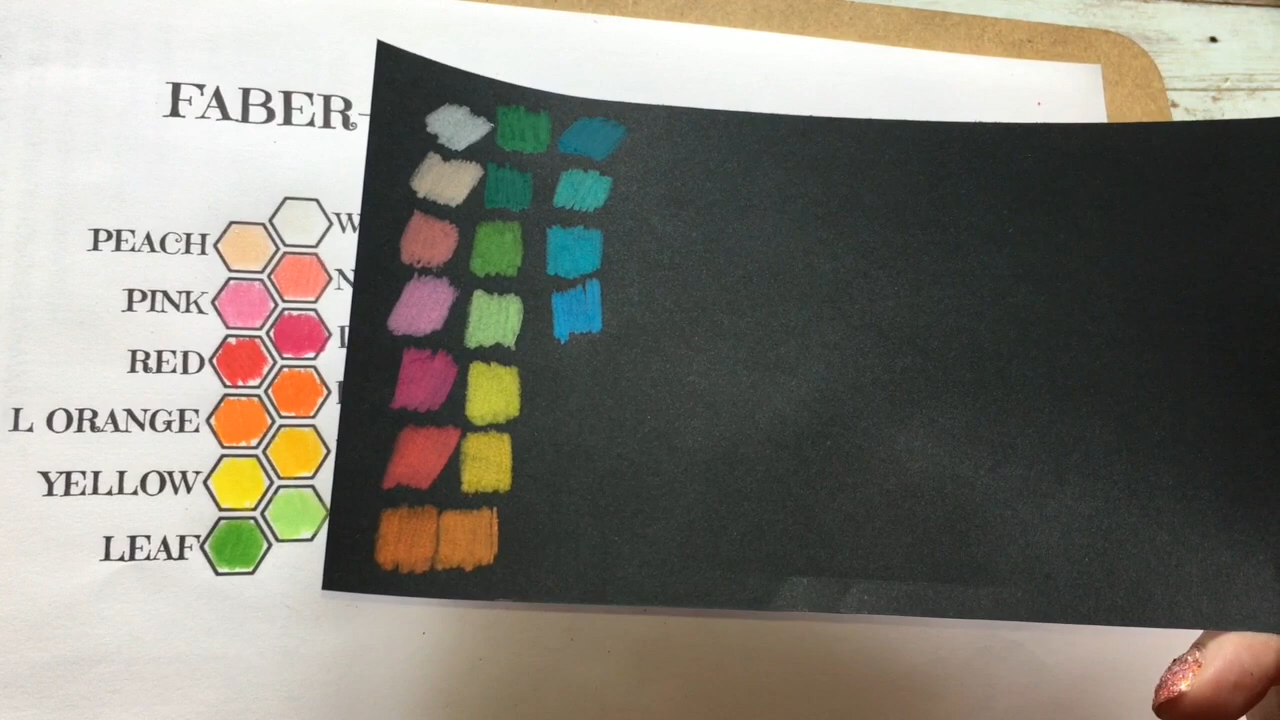 FABER-
W
PEACH
N
PINK
RED
L ORANGE
YELLOW
LEAF